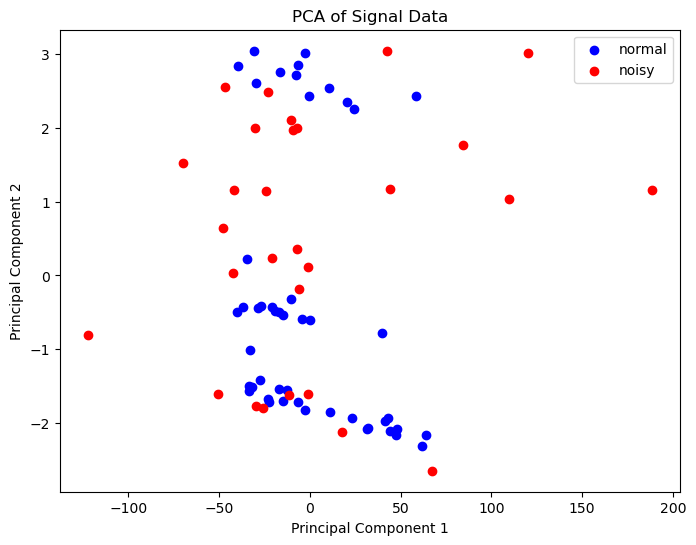 PCA of Signal Data
normal
noisy
3
2
1
0
−1
−2
Principal Component 2
−100
−50
0
50
100
150
200
Principal Component 1